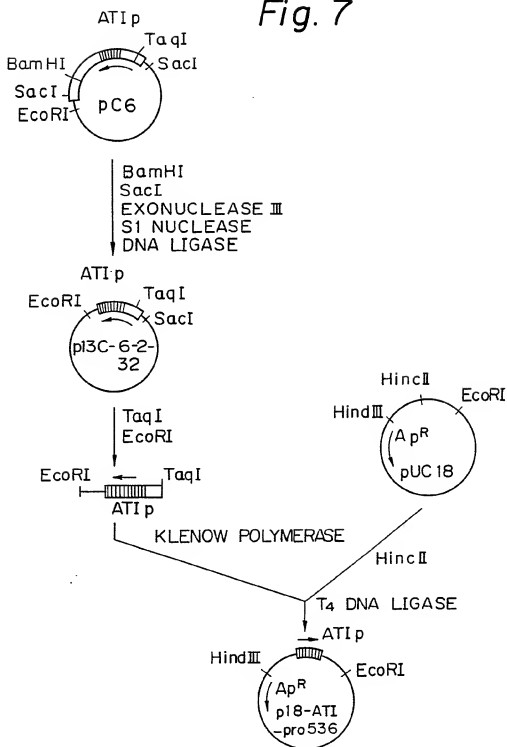 Fig. 7
ATI p
TaqI
BamHI
SacI
SacI
pC6
EcoRI
BamHI
SacI
EXONUCLEASE III
S1 NUCLEASE
DNA LIGASE
ATI p
EcoRI
TaqI
SacI
p13C-6-2-
32
TaqI
EcoRI
HincII
HindIII
EcoRI
ApR
pUC18
EcoRI
TaqI
ATI p
KLENOW POLYMERASE
HincII
T4 DNA LIGASE
ATI p
HindIII
EcoRI
ApR
p18-ATI
-pro536